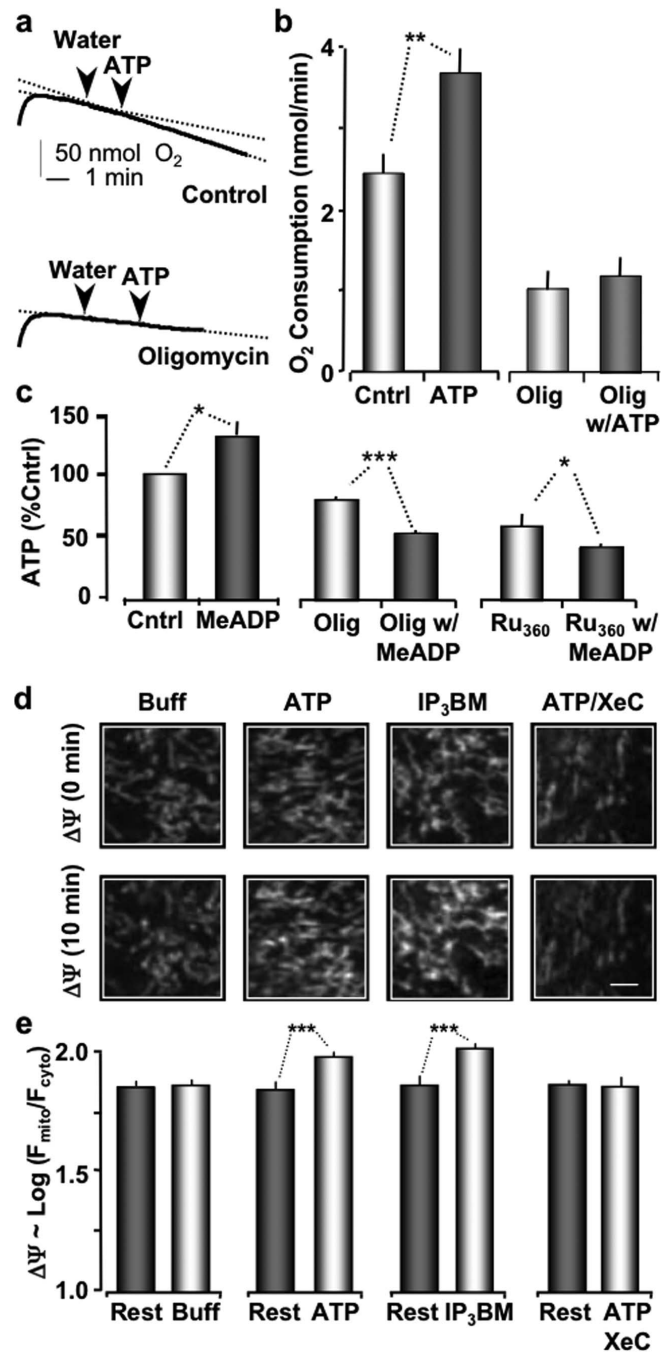 a
Water
ATP
50 nmol O2
1 min
Control
Water
ATP
Oligomycin
b
O2 Consumption (nmol/min)
4
2
0
**
Cntrl ATP
Olig Olig
w/ATP
c
ATP (%Cntrl)
150
100
50
0
*
***
*
Cntrl MeADP
Olig Olig w/
MeADP
Ru360 Ru360 w/
MeADP
d
Buff ATP IP3BM ATP/XeC
ΔΨ (0 min)
ΔΨ (10 min)
e
ΔΨ ~ Log (Fmito/Fcyto)
2.0
1.5
1.0
***
***
Rest Buff
Rest ATP
Rest IP3BM
Rest ATP
XeC